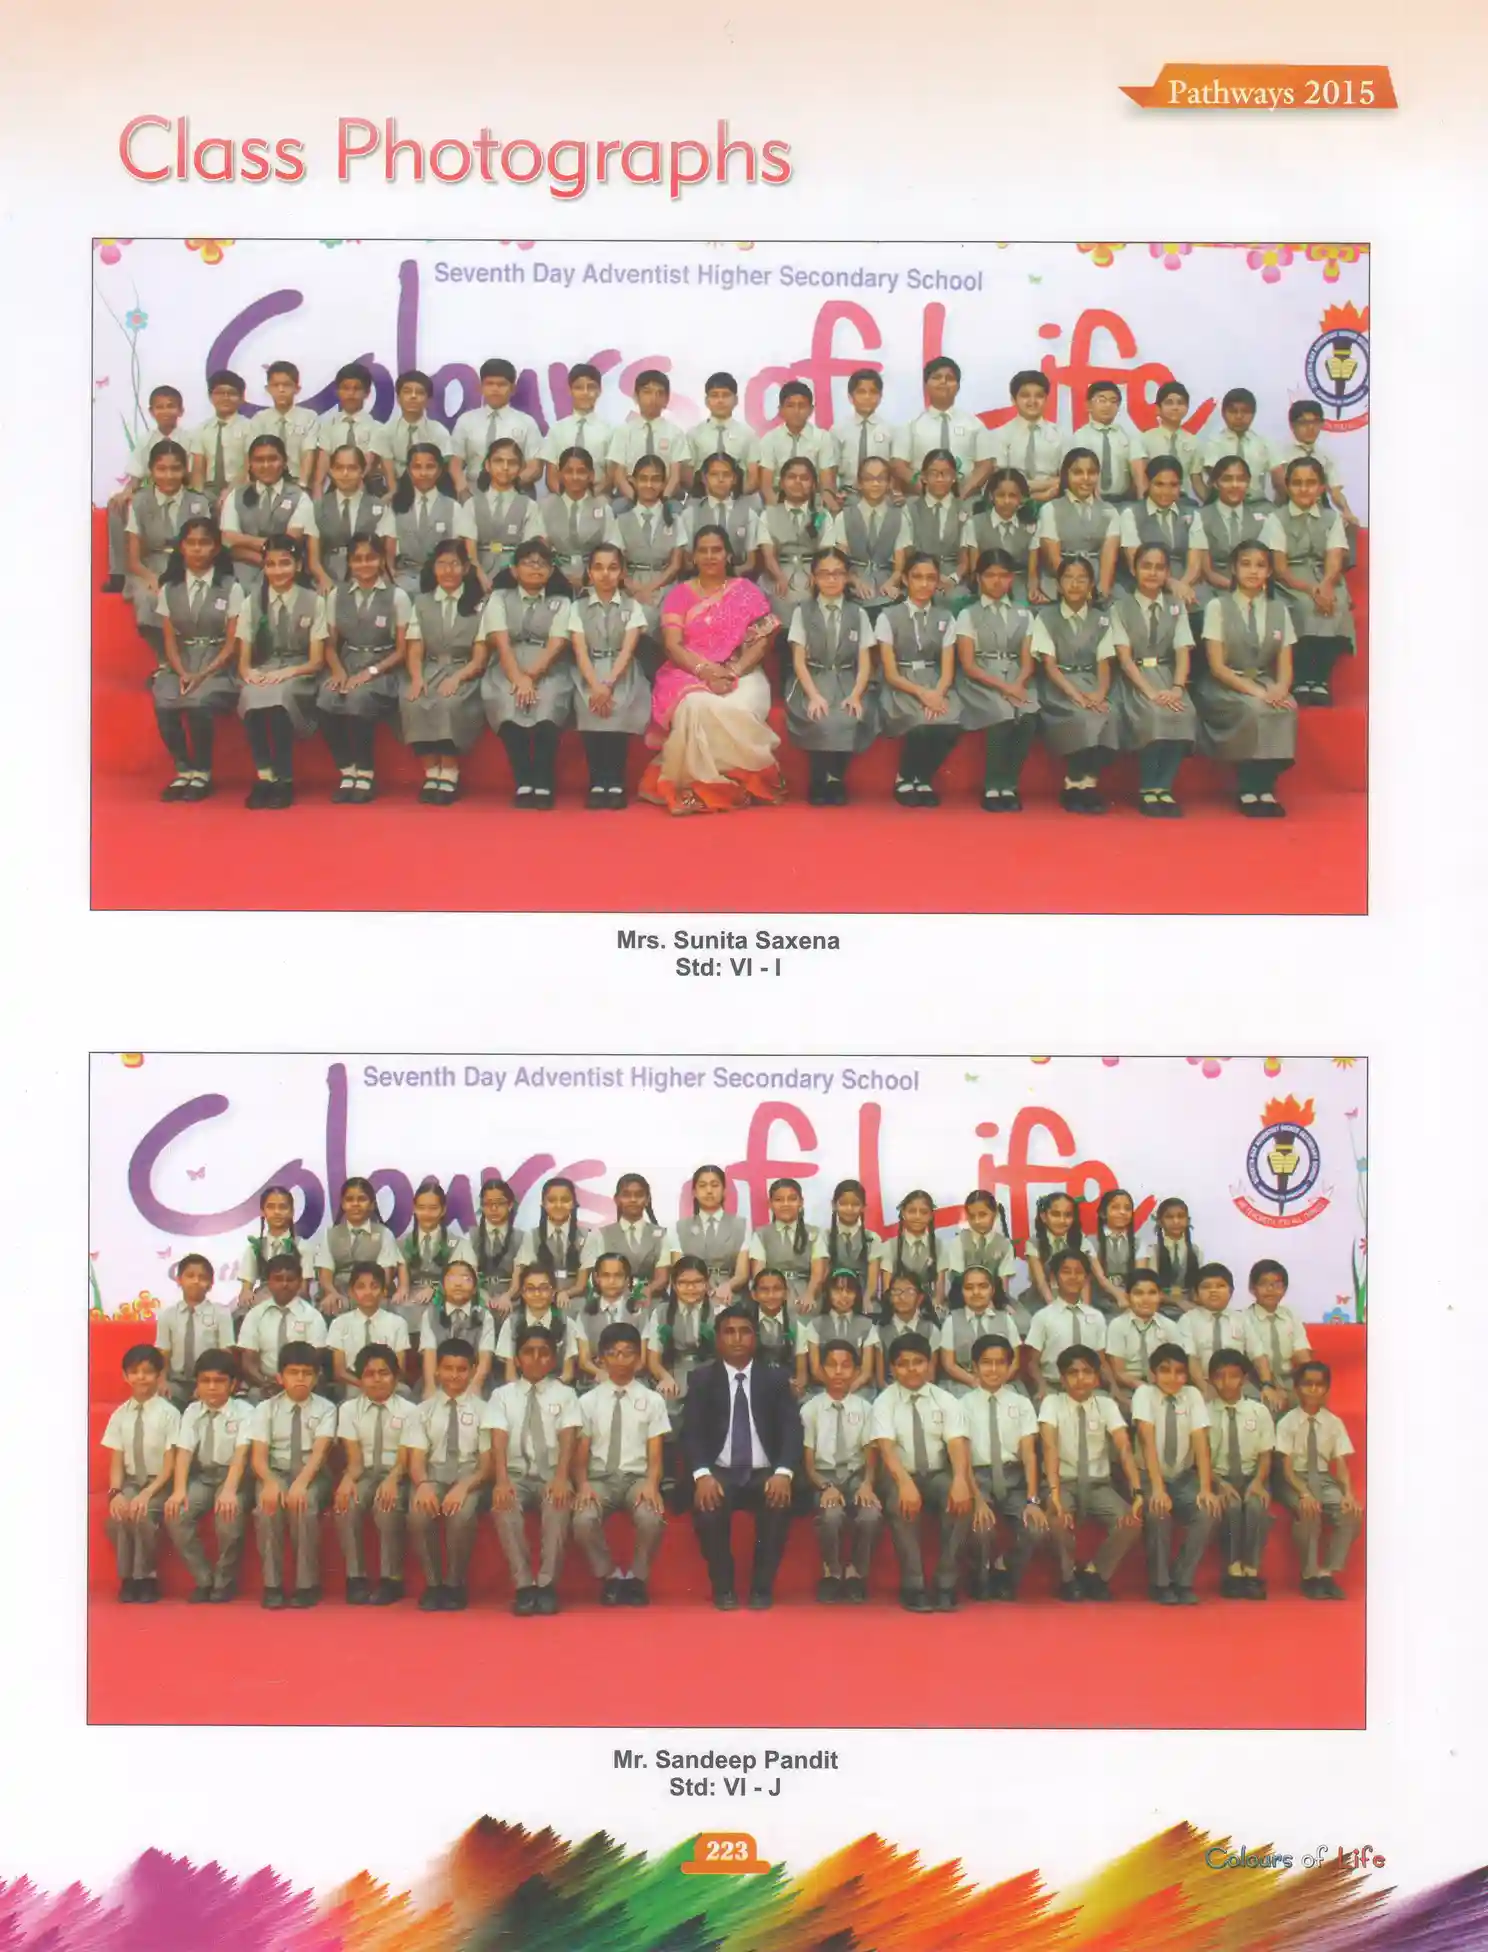 Pathways 2015
Class Photographs
Seventh Day Adventist Higher Secondary School
Colours of Life
Mrs. Sunita Saxena
Std: VI - I
Seventh Day Adventist Higher Secondary School
Colours of Life
Mr. Sandeep Pandit
Std: VI - J
223
Colours of Life